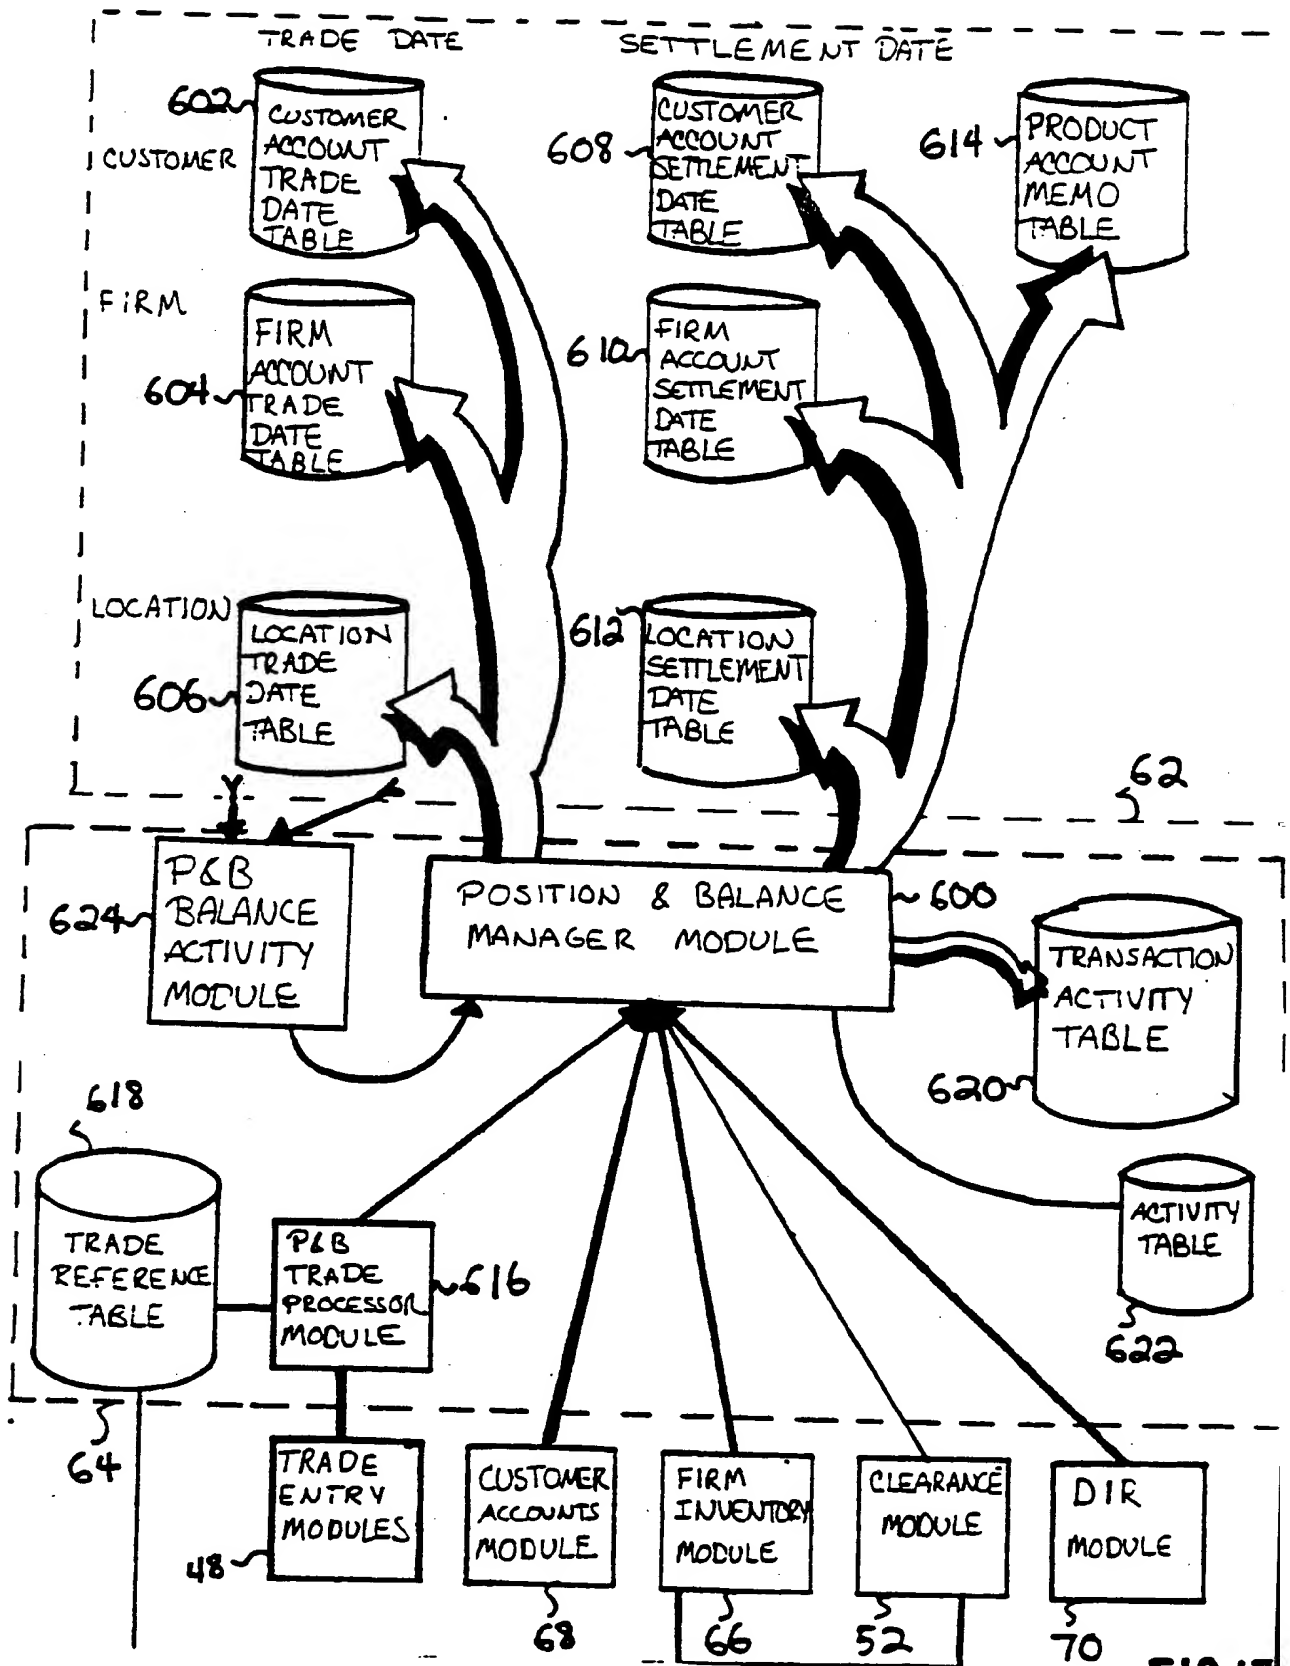 TRADE DATE
SETTLEMENT DATE
602
CUSTOMER
ACCOUNT
TRADE
DATE
TABLE
CUSTOMER
608
CUSTOMER
ACCOUNT
SETTLEMENT
DATE
TABLE
614
PRODUCT
ACCOUNT
MEMO
TABLE
FIRM
604
FIRM
ACCOUNT
TRADE
DATE
TABLE
610
FIRM
ACCOUNT
SETTLEMENT
DATE
TABLE
LOCATION
606
LOCATION
TRADE
DATE
TABLE
612
LOCATION
SETTLEMENT
DATE
TABLE
62
624
P&B
BALANCE
ACTIVITY
MODULE
POSITION & BALANCE
MANAGER MODULE
600
TRANSACTION
ACTIVITY
TABLE
620
618
TRADE
REFERENCE
TABLE
P&B
TRADE
PROCESSOR
MODULE
616
ACTIVITY
TABLE
622
64
TRADE
ENTRY
MODULES
48
CUSTOMER
ACCOUNTS
MODULE
68
FIRM
INVENTORY
MODULE
66
CLEARANCE
MODULE
52
DIR
MODULE
70